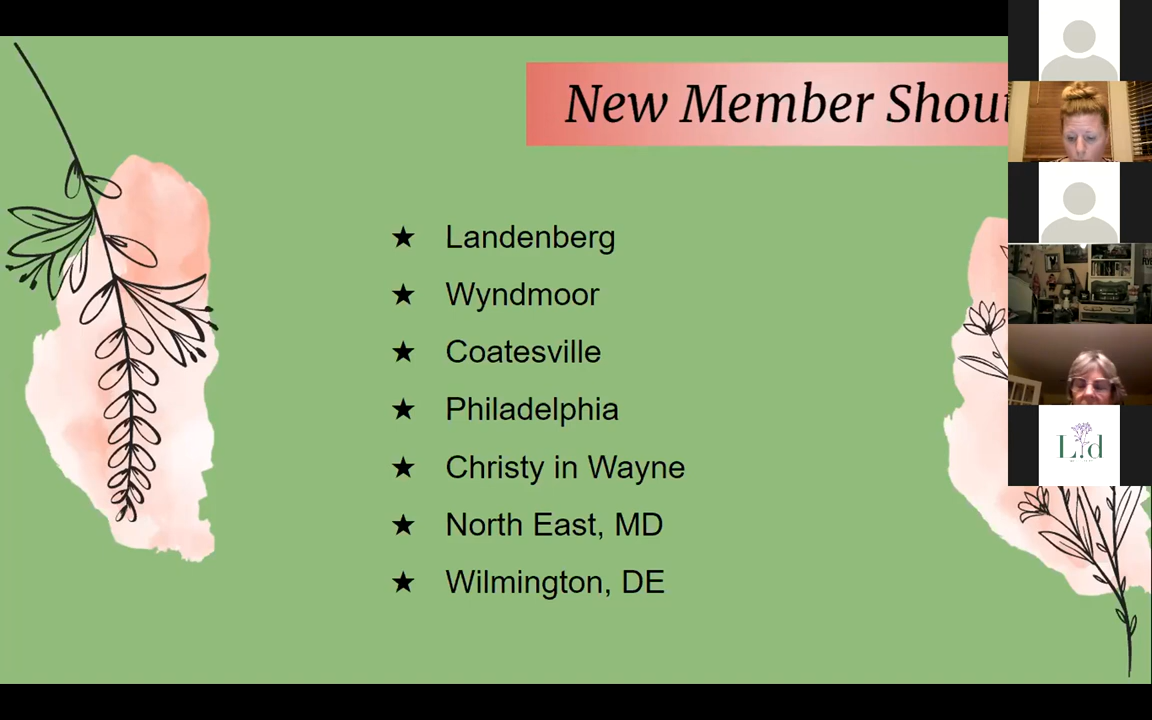 New Member Shou
★ Landenberg
★ Wyndmoor
★ Coatesville
★ Philadelphia
★ Christy in Wayne
★ North East, MD
★ Wilmington, DE
L d